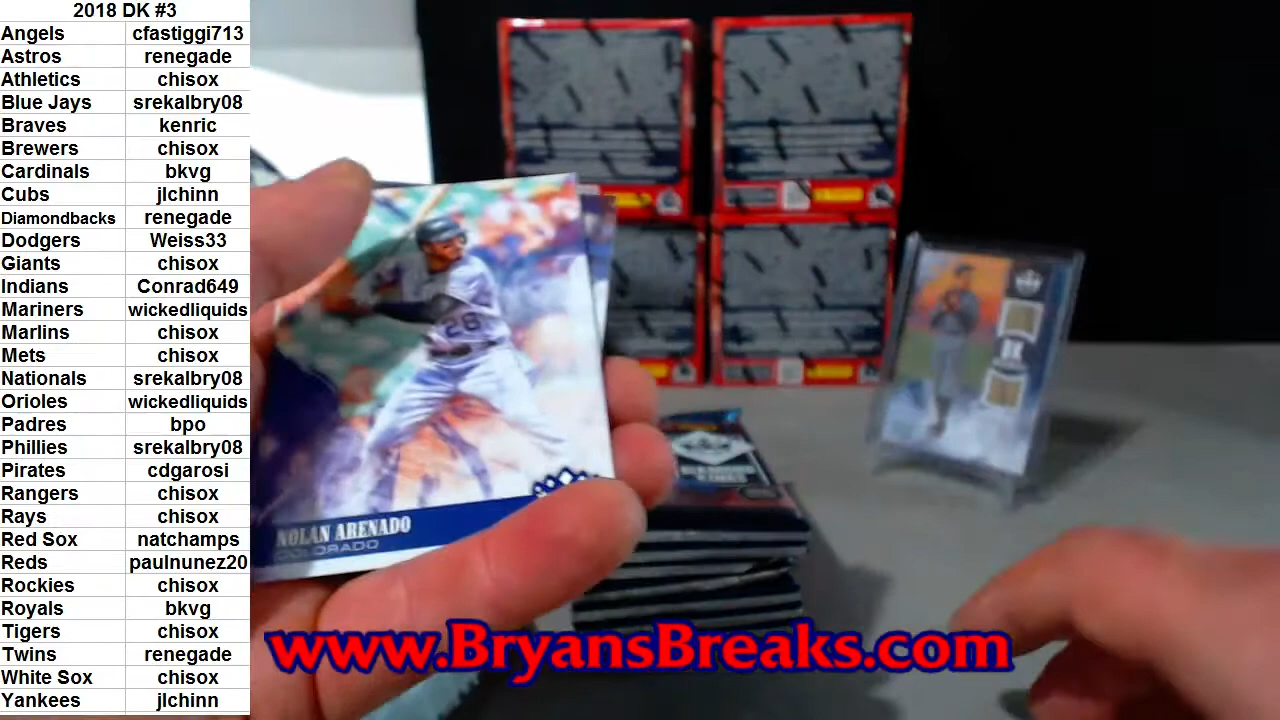 2018 DK #3
Angels cfastiggi713
Astros renegade
Athletics chisox
Blue Jays srekalbry08
Braves kenric
Brewers chisox
Cardinals bkvg
Cubs jlchinn
Diamondbacks renegade
Dodgers Weiss33
Giants chisox
Indians Conrad649
Mariners wickedliquids
Marlins chisox
Mets chisox
Nationals srekalbry08
Orioles wickedliquids
Padres bpo
Phillies srekalbry08
Pirates cdgarosi
Rangers chisox
Rays chisox
Red Sox natchamps
Reds paulnunez20
Rockies chisox
Royals bkvg
Tigers chisox
Twins renegade
White Sox chisox
Yankees jlchinn
28
NOLAN ARENADO
COLORADO
www.BryansBreaks.com